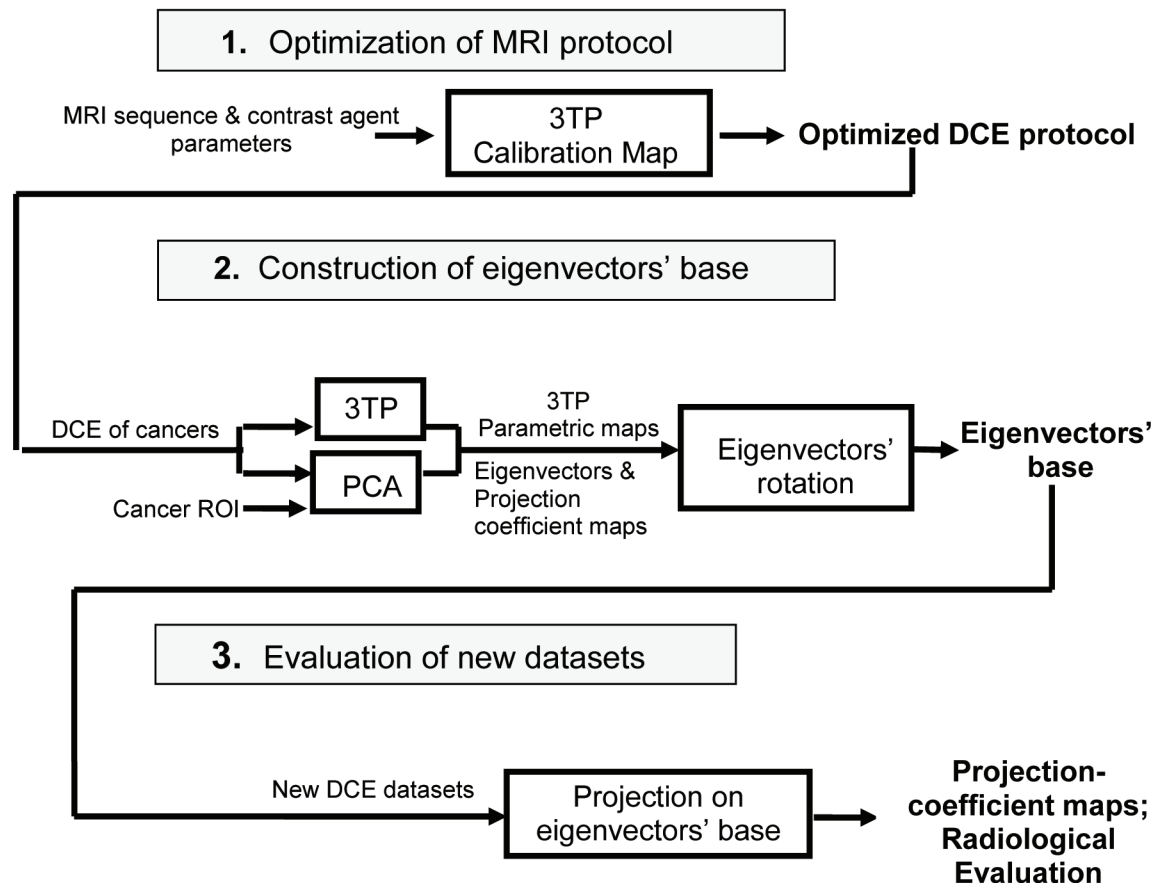 1. Optimization of MRI protocol
MRI sequence & contrast agent
parameters
3TP
Calibration Map
Optimized DCE protocol
2. Construction of eigenvectors’ base
DCE of cancers
Cancer ROI
3TP
PCA
3TP
Parametric maps
Eigenvectors &
Projection
coefficient maps
Eigenvectors’
rotation
Eigenvectors’
base
3. Evaluation of new datasets
New DCE datasets
Projection on
eigenvectors’ base
Projection-
coefficient maps;
Radiological
Evaluation